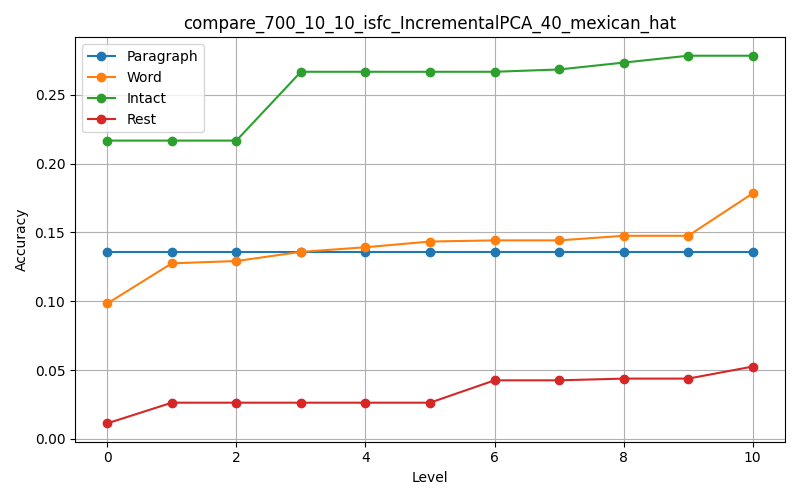 compare_700_10_10_isfc_IncrementalPCA_40_mexican_hat
Paragraph
Word
Intact
Rest
Accuracy
0.25
0.20
0.15
0.10
0.05
0.00
0 2 4 6 8 10
Level